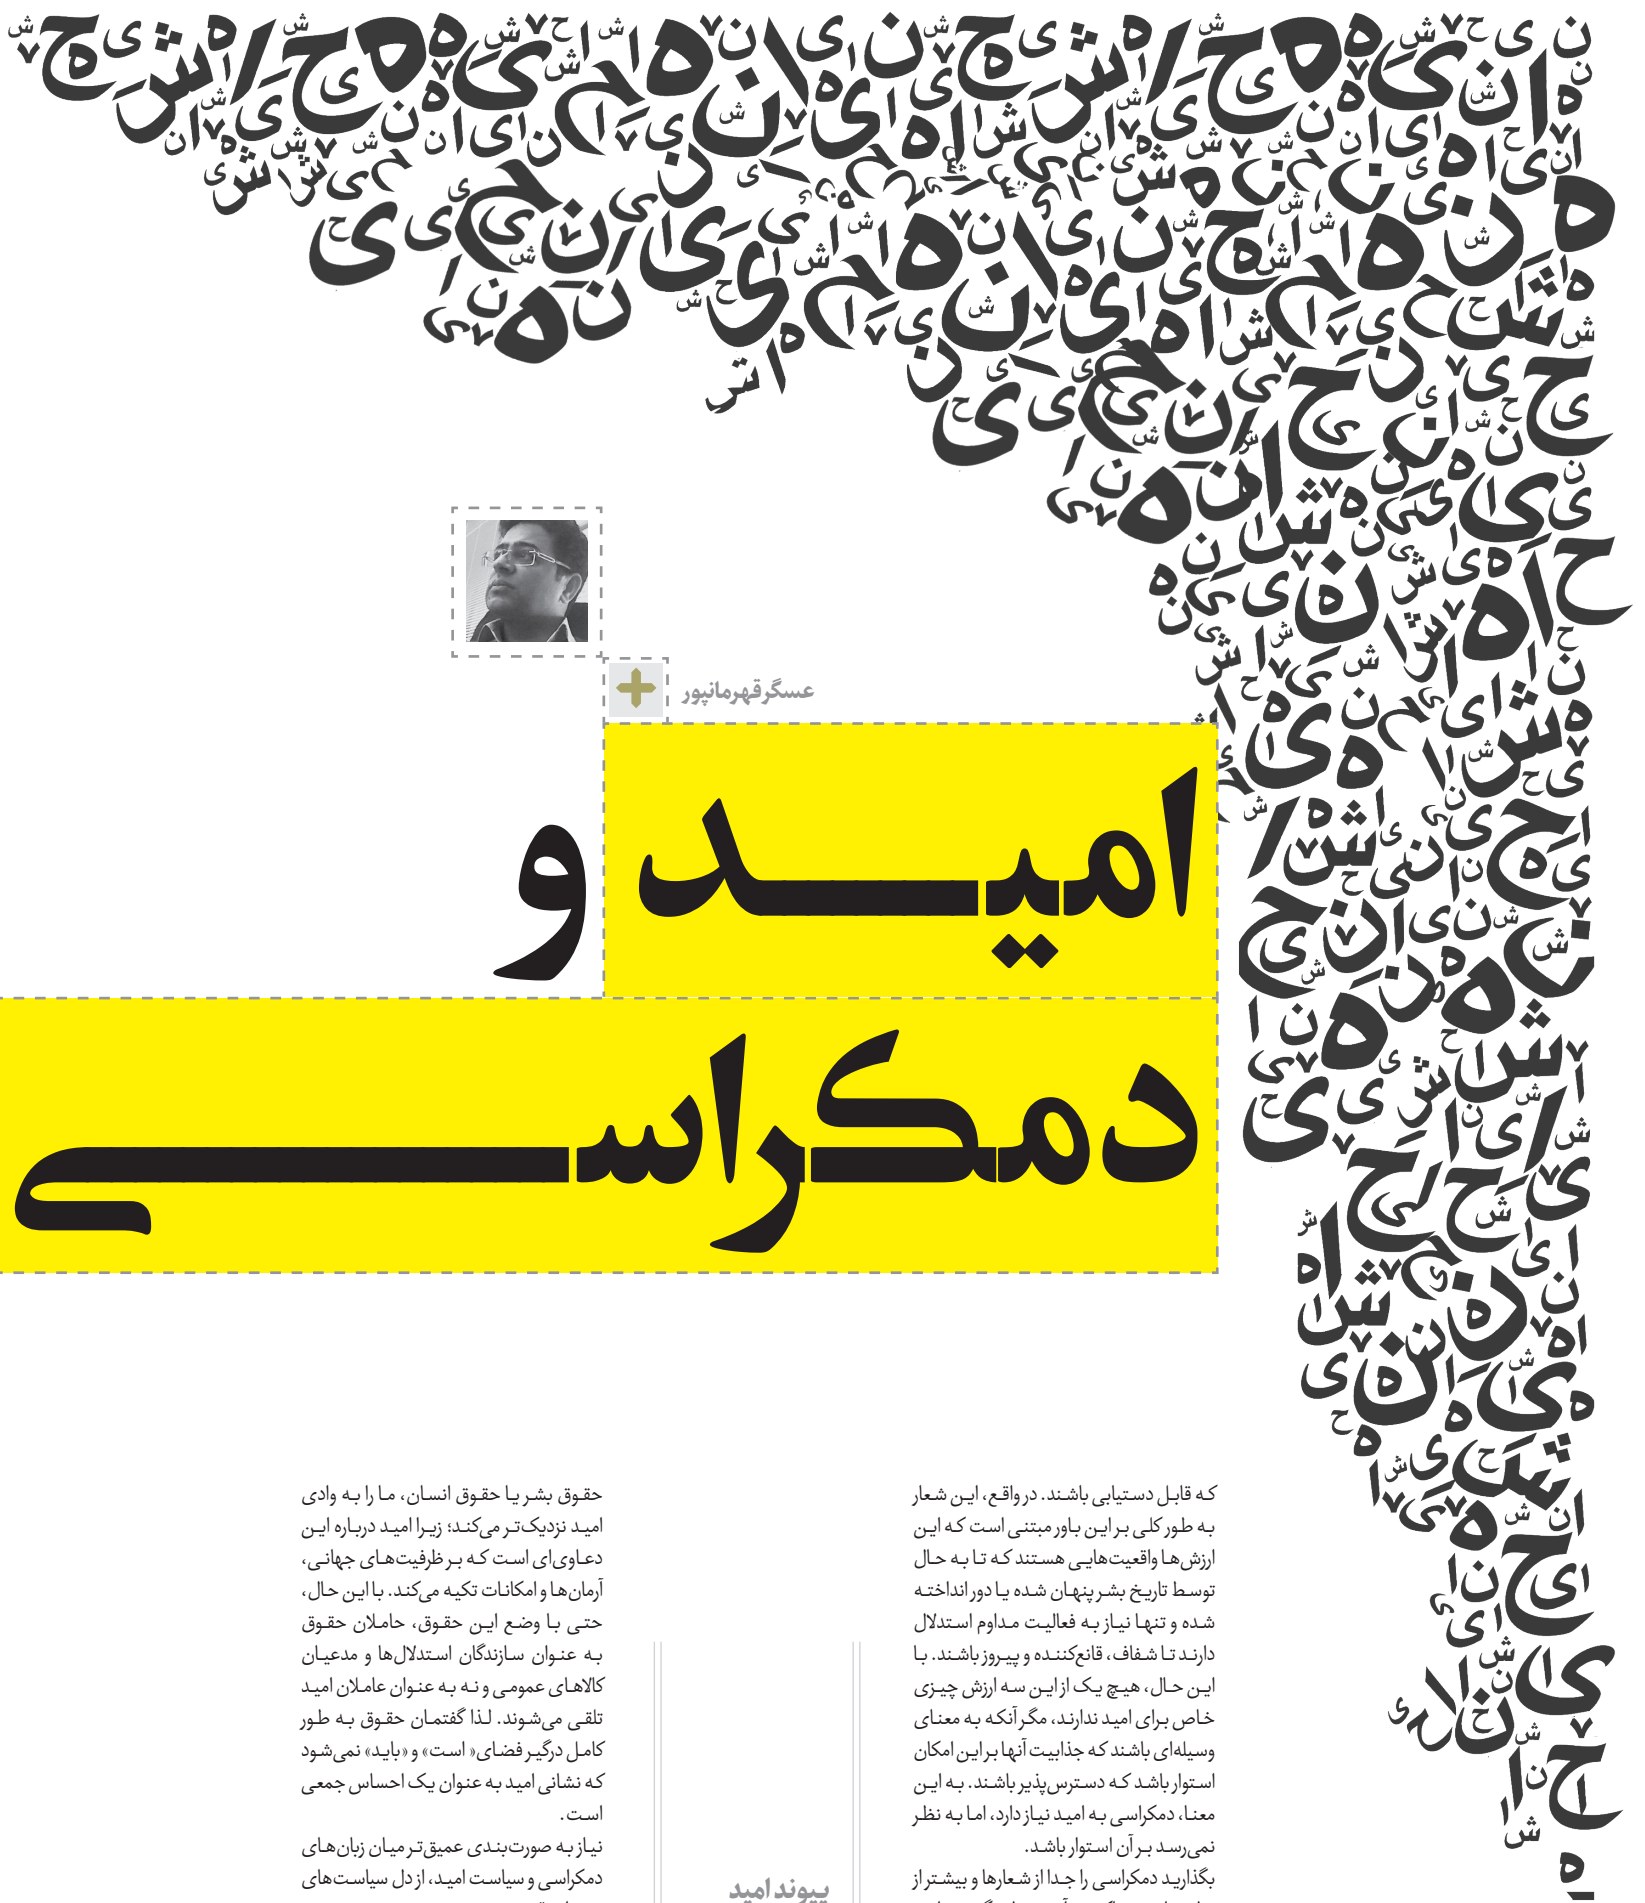 عسگر قهرمانپور
امید و
دمکراسی
که قابل دستیابی باشند. در واقع، این شعار
به طور کلی بر این باور مبتنی است که این
ارزش‌ها واقعیت‌هایی هستند که تا به حال
توسط تاریخ بشر پنهان شده یا دور انداخته
شده و تنها نیاز به فعالیت مداوم استدلال
دارند تا شفاف، قانع‌کننده و پیروز باشند. با
این حال، هیچ یک از این سه ارزش چیزی
خاص برای امید ندارند، مگر آنکه به معنای
وسیله‌ای باشند که جذابیت آنها بر این امکان
استوار باشد که دسترس‌پذیر باشند. به این
معنا، دمکراسی به امید نیاز دارد، اما به نظر
نمی‌رسد بر آن استوار باشد.
بگذارید دمکراسی را جدا از شعارها و بیشتر از
پیوند امید
حقوق بشر یا حقوق انسان، ما را به وادی
امید نزدیک‌تر می‌کند؛ زیرا امید درباره این
دعاوی‌ای است که بر ظرفیت‌های جهانی،
آرمان‌ها و امکانات تکیه می‌کند. با این حال،
حتی با وضع این حقوق، حاملان حقوق
به عنوان سازندگان استدلال‌ها و مدعیان
کالاهای عمومی و نه به عنوان عاملان امید
تلقی می‌شوند. لذا گفتمان حقوق به طور
کامل درگیر فضای« است» و «باید» نمی‌شود
که نشانی امید به عنوان یک احساس جمعی
است.
نیاز به صورت‌بندی عمیق‌تر میان زبان‌های
دمکراسی و سیاست امید، از دل سیاست‌های